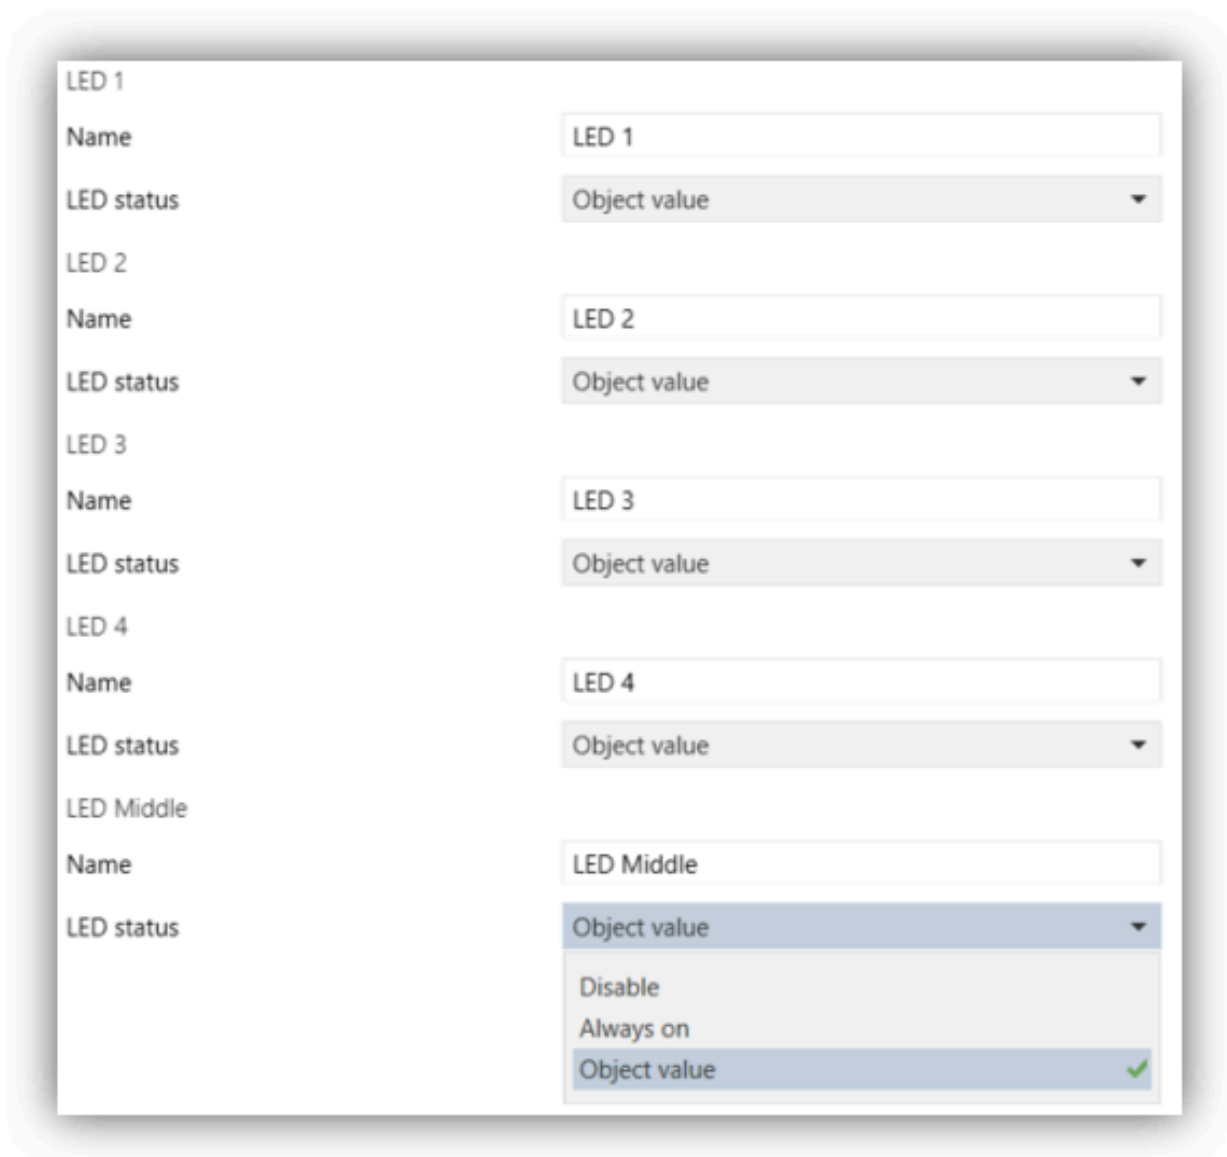 LED 1
Name LED 1
LED status Object value
LED 2
Name LED 2
LED status Object value
LED 3
Name LED 3
LED status Object value
LED 4
Name LED 4
LED status Object value
LED Middle
Name LED Middle
LED status Object value
Disable
Always on
Object value